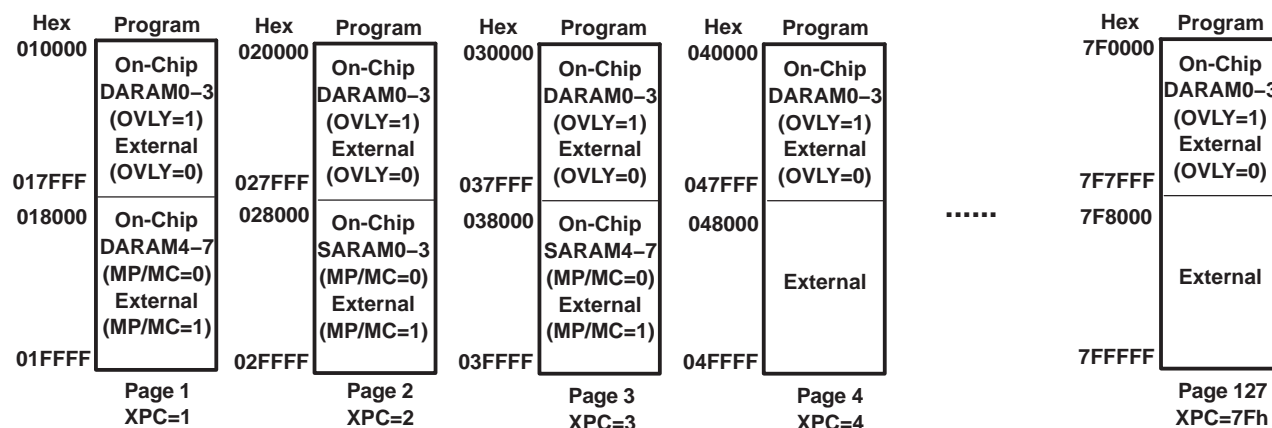 Hex
Program
010000
On-Chip
DARAM0–3
(OVLY=1)
External
(OVLY=0)
017FFF
018000
On-Chip
DARAM4–7
(MP/MC=0)
External
(MP/MC=1)
01FFFF
Page 1
XPC=1
Hex
Program
020000
On-Chip
DARAM0–3
(OVLY=1)
External
(OVLY=0)
027FFF
028000
On-Chip
SARAM0–3
(MP/MC=0)
External
(MP/MC=1)
02FFFF
Page 2
XPC=2
Hex
Program
030000
On-Chip
DARAM0–3
(OVLY=1)
External
(OVLY=0)
037FFF
038000
On-Chip
SARAM4–7
(MP/MC=0)
External
(MP/MC=1)
03FFFF
Page 3
XPC=3
Hex
Program
040000
On-Chip
DARAM0–3
(OVLY=1)
External
(OVLY=0)
047FFF
048000
External
04FFFF
Page 4
XPC=4
......
Hex
Program
7F0000
On-Chip
DARAM0–3
(OVLY=1)
External
(OVLY=0)
7F7FFF
7F8000
External
7FFFFF
Page 127
XPC=7Fh